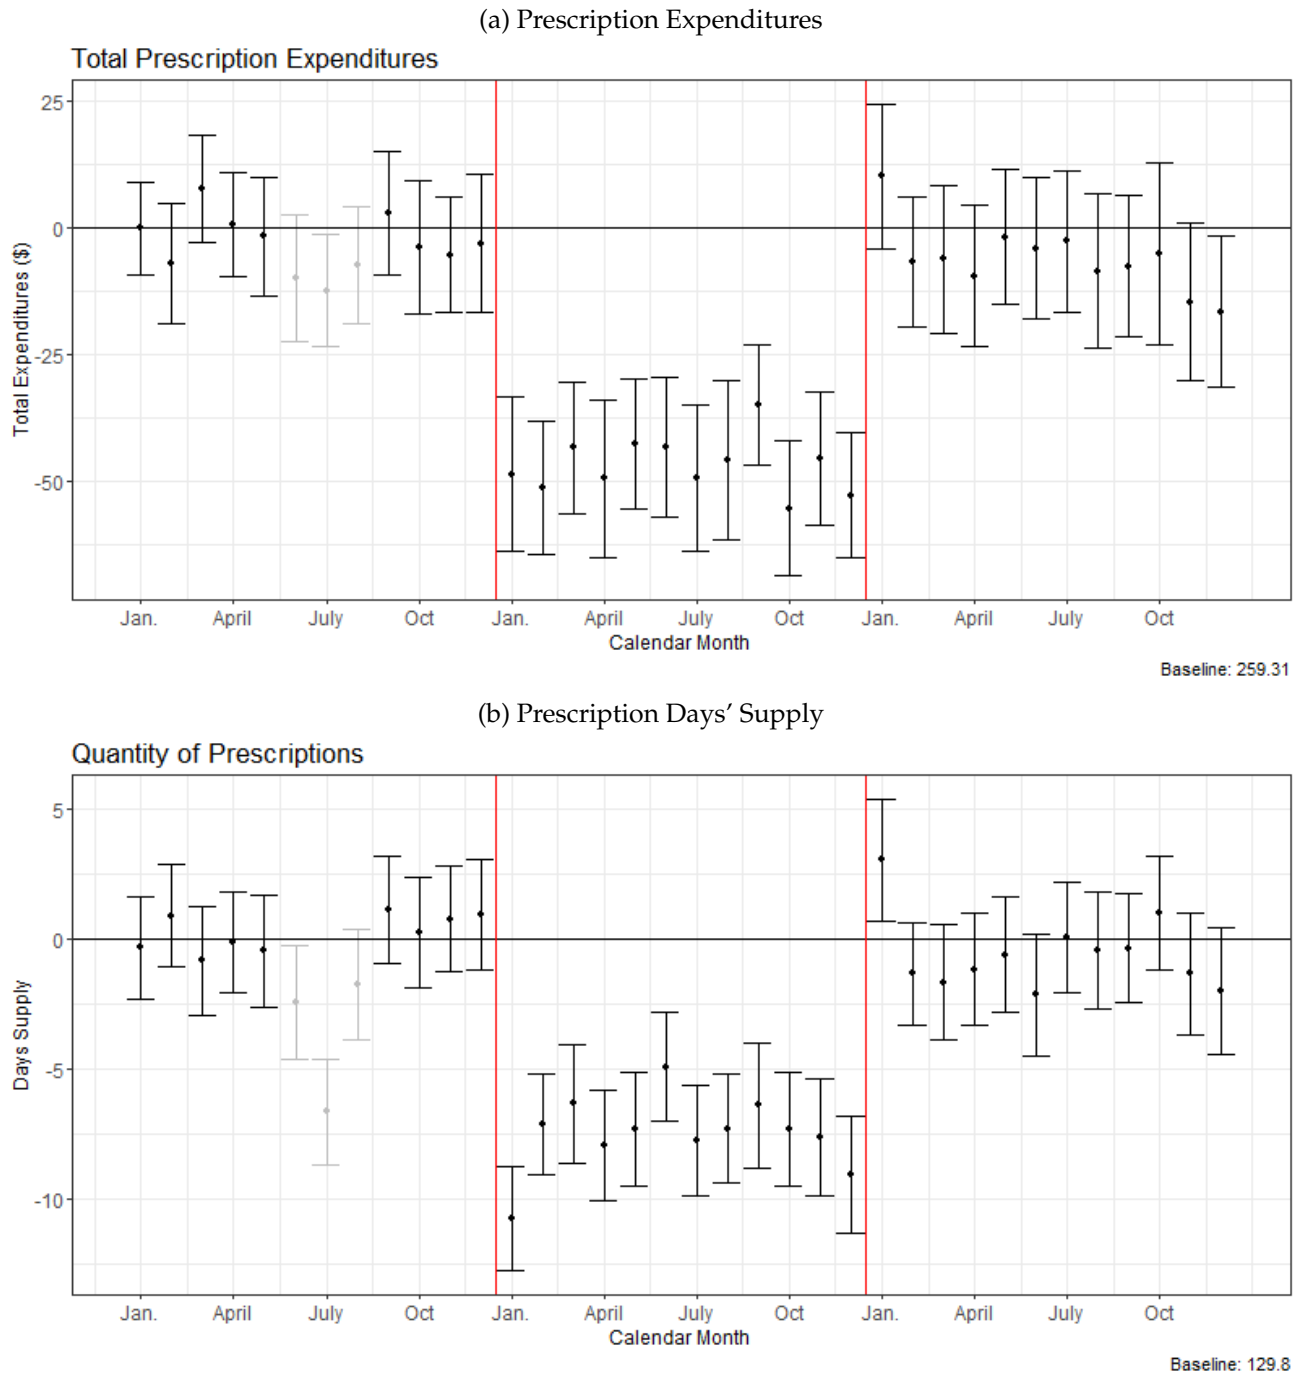 (a) Prescription Expenditures
Total Prescription Expenditures
Total Expenditures ($)
25
0
-25
-50
Jan. April July Oct Jan. April July Oct Jan. April July Oct
Calendar Month
Baseline: 259.31
(b) Prescription Days’ Supply
Quantity of Prescriptions
Days Supply
5
0
-5
-10
Jan. April July Oct Jan. April July Oct Jan. April July Oct
Calendar Month
Baseline: 129.8